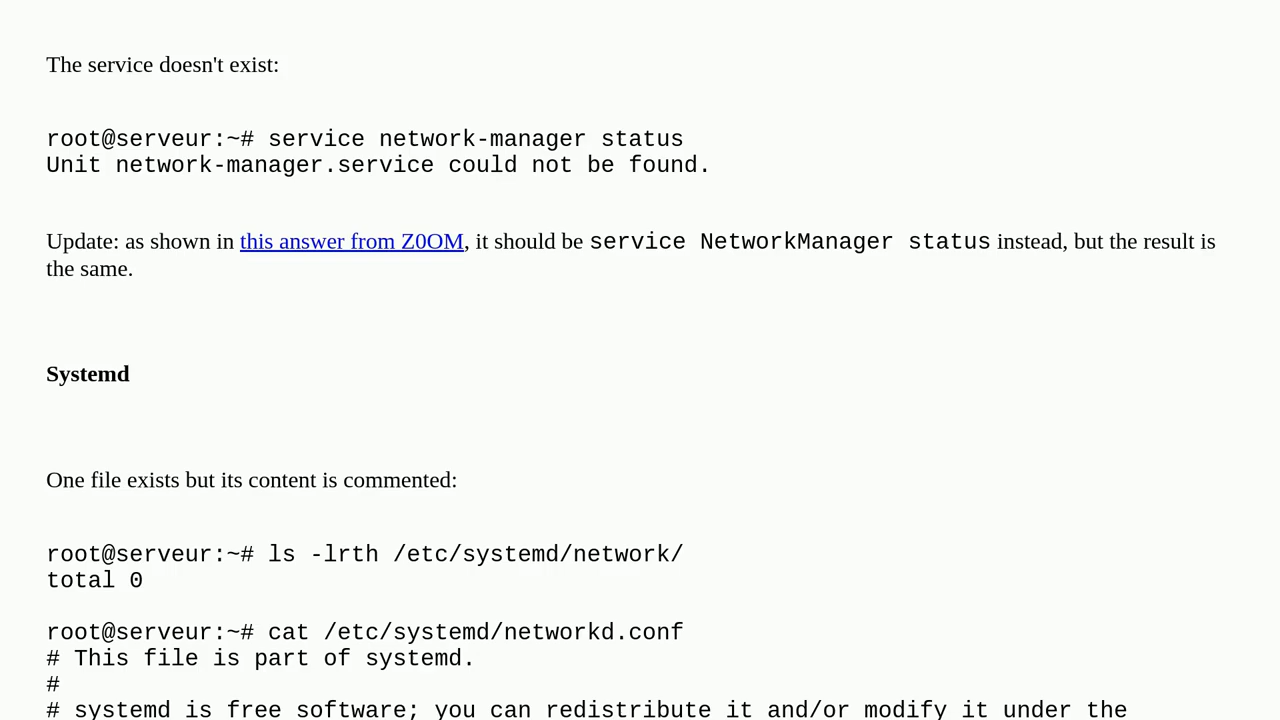 The service doesn't exist:
root@serveur:~# service network-manager status
Unit network-manager.service could not be found.
Update: as shown in this answer from Z0OM, it should be service NetworkManager status instead, but the result is
the same.
Systemd
One file exists but its content is commented:
root@serveur:~# ls -lrth /etc/systemd/network/
total 0
root@serveur:~# cat /etc/systemd/networkd.conf
# This file is part of systemd.
#
# systemd is free software; you can redistribute it and/or modify it under the